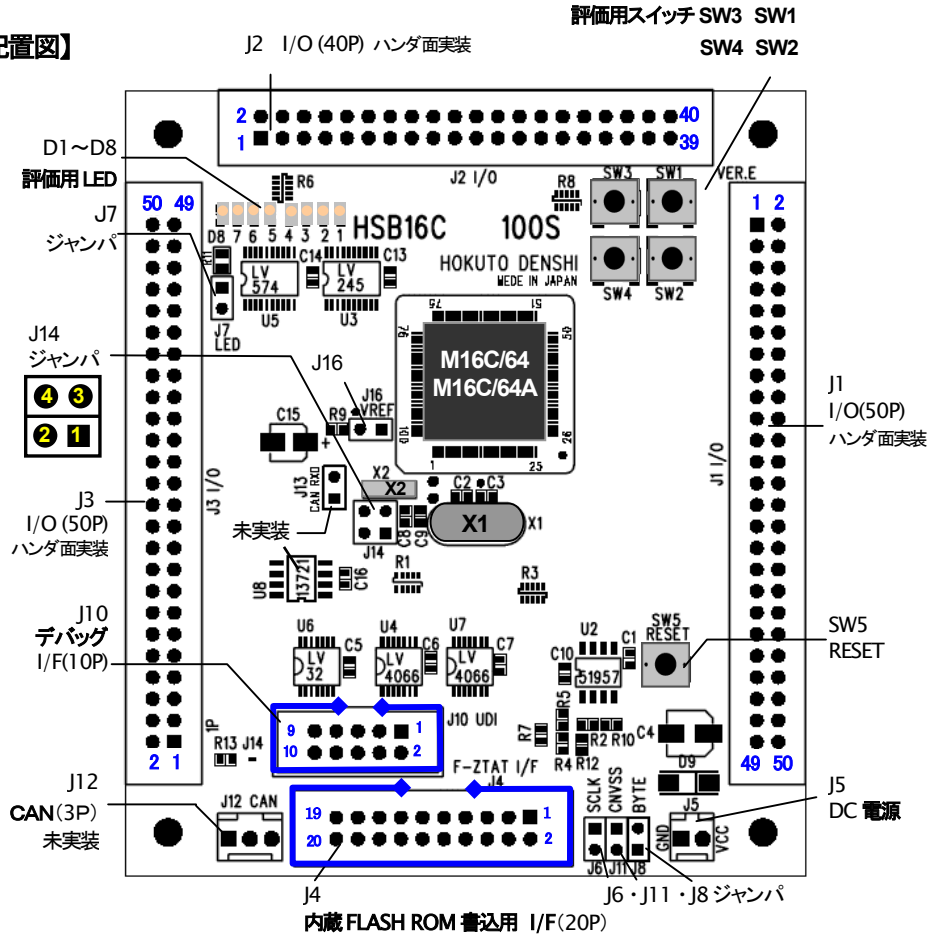 評価用スイッチ SW3 SW1
SW4 SW2
配置図】
J2 I/O (40P) ハンダ面実装
2
40
1
39
D1～D8
評価用 LED
R6
J2 I/O
R8
SW3
SW1
VER.E
50 49
1 2
J7
ジャンパ
D8 7 6 5 4 3 2 1
HSB16C 100S
R11
LV
574
C14
LV
245
C13
HOKUTO DENSHI
MEDE IN JAPAN
SW4
SW2
U5
U3
J7
LED
75
51
76
50
J14
ジャンパ
J16
M16C/64
M16C/64A
4 3
2 1
J16
VREF
C15
R9
+
100
26
1
25
J1
I/O(50P)
ハンダ面実装
J1 I/O
J3 I/O
J3
I/O (50P)
ハンダ面実装
J13
CAN RXD
X2
X2
C2
C3
X1
X1
未実装
J14
C8
C9
U8
13721
C16
R1
R3
J10
デバッグ
I/F(10P)
U6
LV
32
C5
U4
LV
4066
C6
U7
LV
4066
C7
U2
51957
C10
C1
SW5
RESET
SW5
RESET
9
1
10
2
J10 UDI
R5
R7
R4
R12
R2
R10
C4
1P
2 1
R13
J14
-
49 50
D9
J12
CAN(3P)
未実装
J12 CAN
F-ZTAT I/F
J4
19
1
20
2
SCLK
CNVSS
BYTE
J6
J11
J8
J5
GND
VCC
J5
DC 電源
J4
J6・J11・J8 ジャンパ
内蔵 FLASH ROM 書込用 I/F(20P)